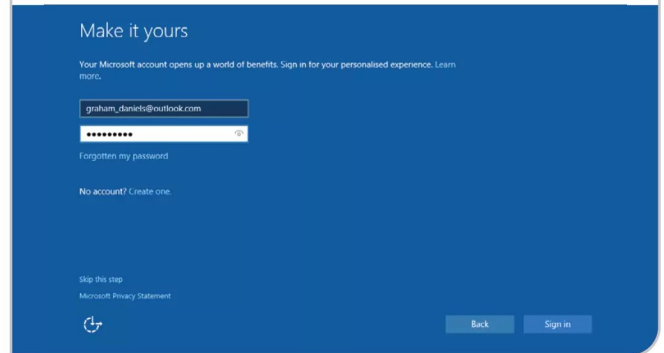 Make it yours
Your Microsoft account opens up a world of benefits. Sign in for your personalised experience. Learn
more.
graham_daniels@outlook.com
•••••••••
Forgotten my password
No account? Create one.
Skip this step
Microsoft Privacy Statement
Back Sign in